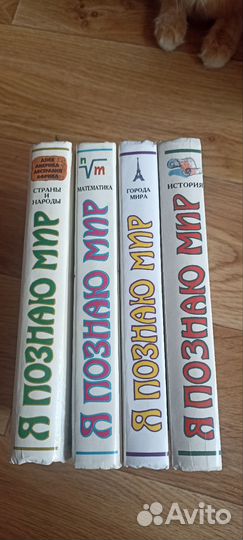 АЗИЯ
АМЕРИКА
АВСТРАЛИЯ
АФРИКА
СТРАНЫ И
НАРОДЫ
Я ПОЗНАЮ МИР
n√m
МАТЕМАТИКА
Я ПОЗНАЮ МИР
ГОРОДА
МИРА
Я ПОЗНАЮ МИР
ИСТОРИЯ
Я ПОЗНАЮ МИР
Avito